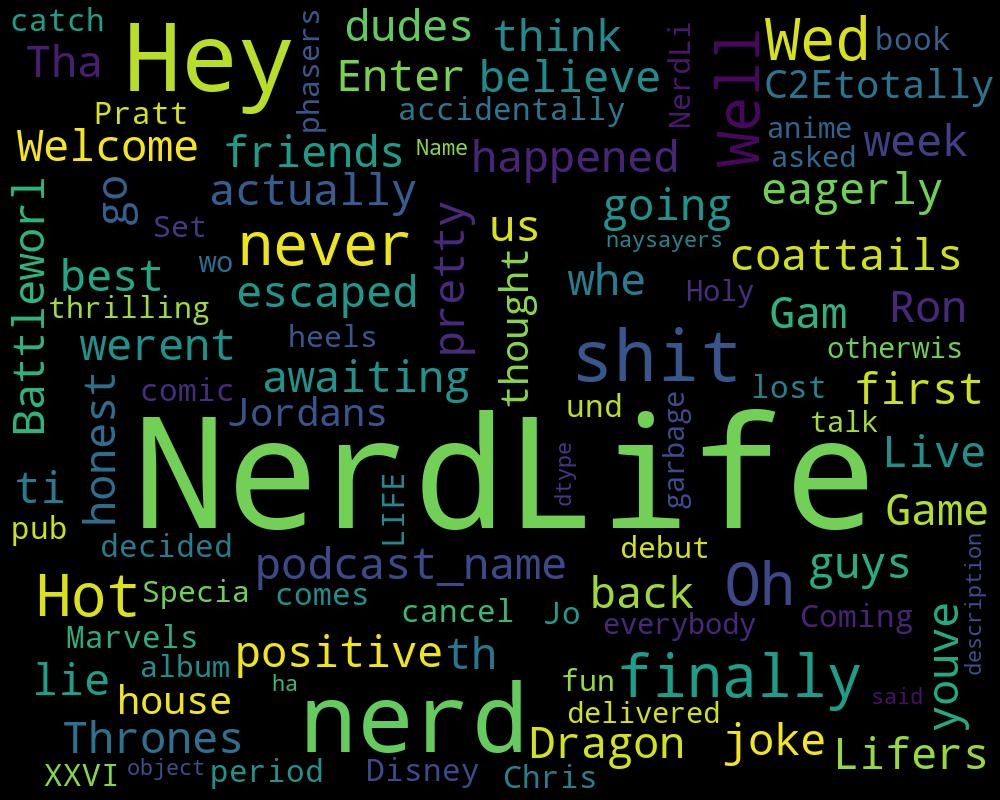 catch
Tha
Hey
phasers
dudes
think
NerdLi
Well
Wed
book
Enter
believe
C2Etotally
Pratt
accidentally
Welcome
friends
Name
happened
anime
asked
week
go
actually
eagerly
Battleworl
Set
never
pretty
us
going
naysayers
coattails
best
wo
escaped
thought
whe
Holy
thrilling
Gam
Ron
werent
heels
shit
otherwis
honest
comic
awaiting
lost
first
Jordans
und
garbage
talk
NerdLife
dtype
LIFE
Live
ti
Game
pub
decided
podcast_name
debut
guys
description
Hot
Specia
comes
cancel
Jo
back
Oh
everybody
Coming
youve
Marvels
positive
th
lie
album
ha
fun
finally
said
house
nerd
delivered
Thrones
Dragon
joke
Lifers
XXVI
object
period
Disney
Chris